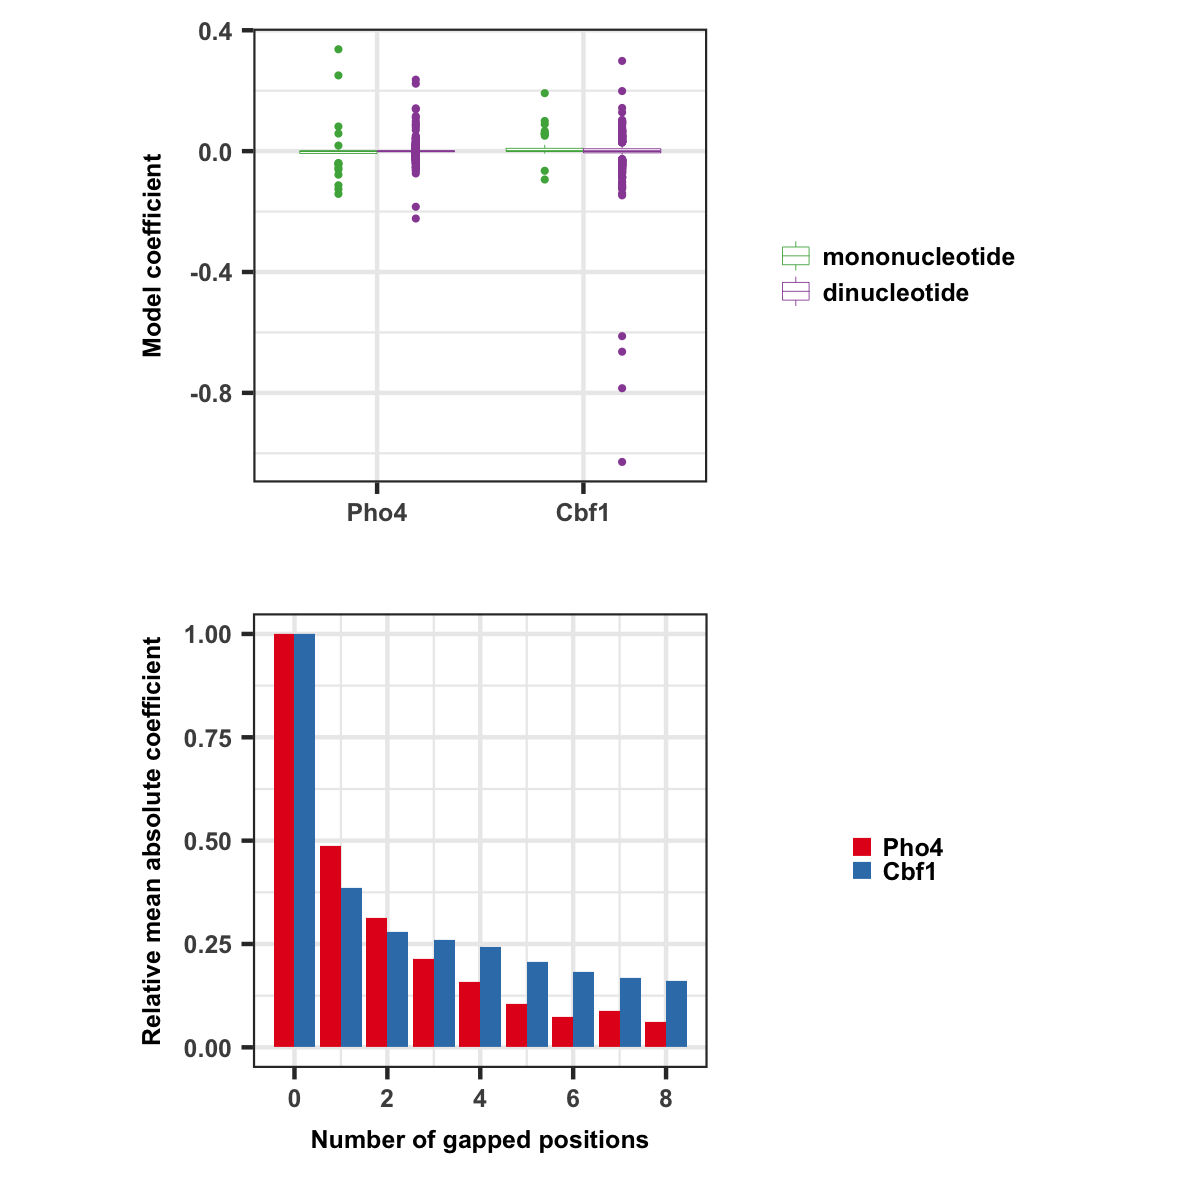 0.4
0.0
-0.4
-0.8
Model coefficient
Pho4
Cbf1
mononucleotide
dinucleotide
1.00
0.75
0.50
0.25
0.00
Relative mean absolute coefficient
0
2
4
6
8
Number of gapped positions
Pho4
Cbf1